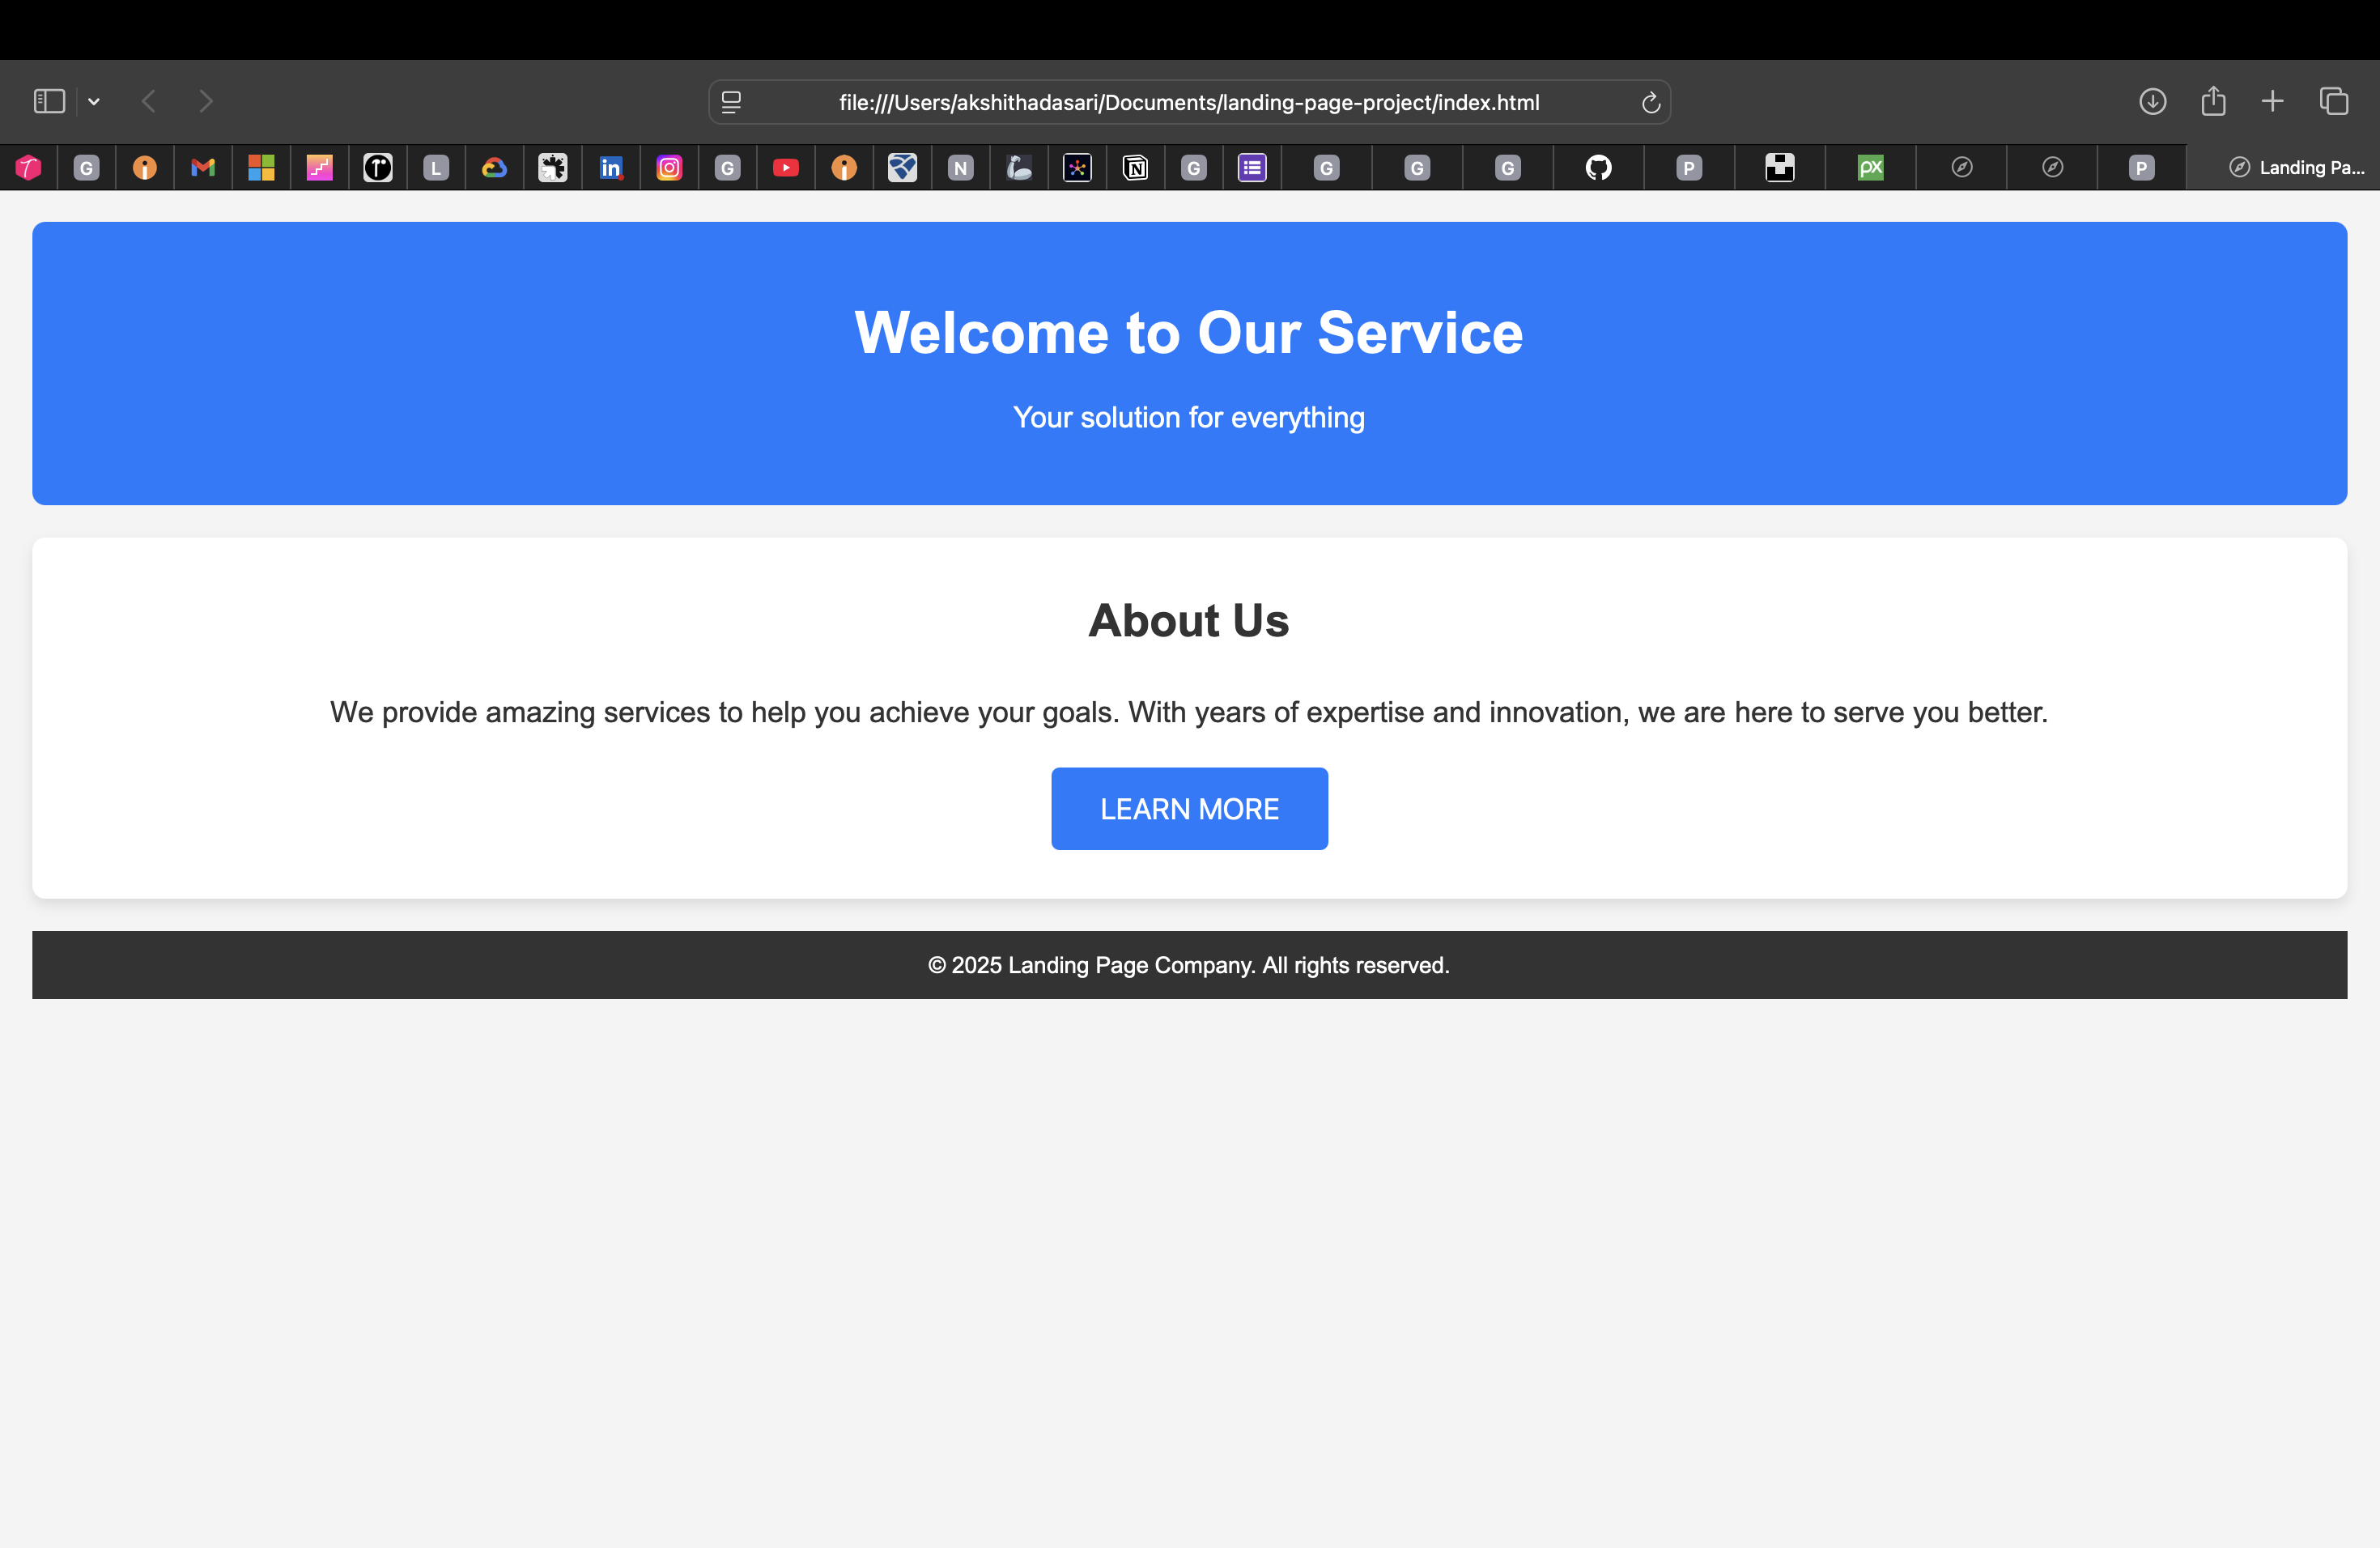 file:///Users/akshithadasari/Documents/landing-page-project/index.html
G L in G N N G G G G P px P Landing Pa...
Welcome to Our Service
Your solution for everything
About Us
We provide amazing services to help you achieve your goals. With years of expertise and innovation, we are here to serve you better.
LEARN MORE
© 2025 Landing Page Company. All rights reserved.